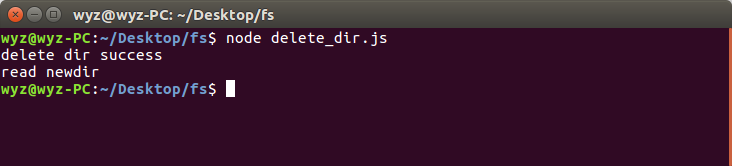 wyz@wyz-PC: ~/Desktop/fs
wyz@wyz-PC:~/Desktop/fs$ node delete_dir.js
delete dir success
read newdir
wyz@wyz-PC:~/Desktop/fs$